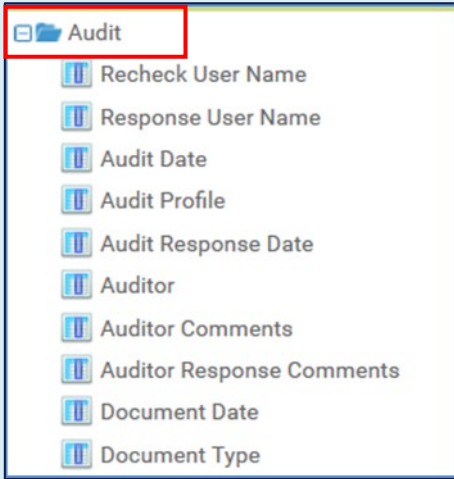 Audit
Recheck User Name
Response User Name
Audit Date
Audit Profile
Audit Response Date
Auditor
Auditor Comments
Auditor Response Comments
Document Date
Document Type